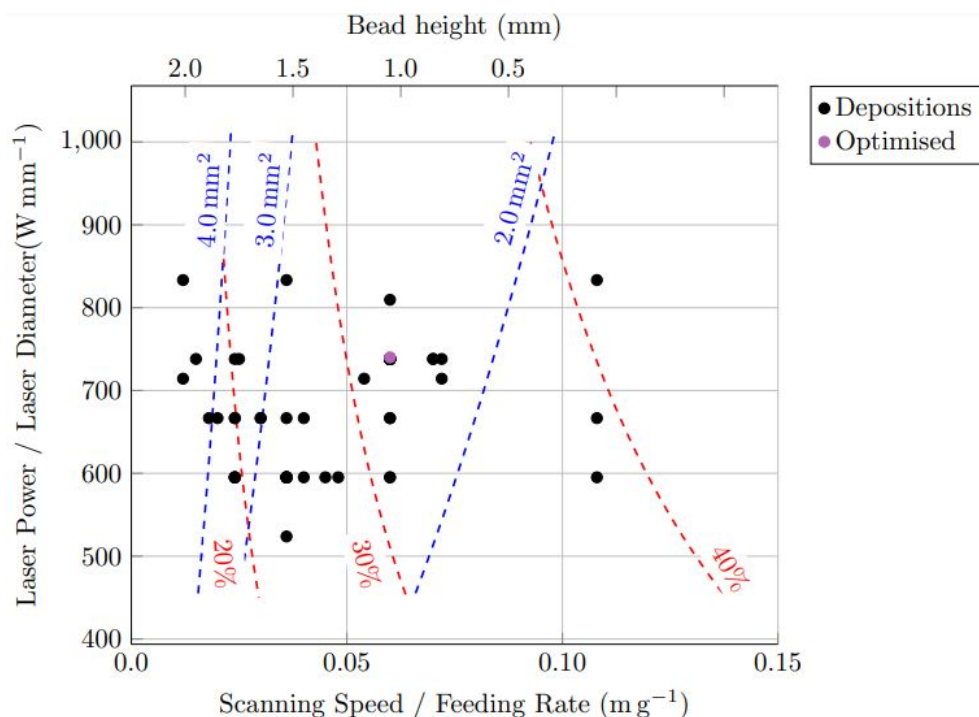 Bead height (mm)
2.0 1.5 1.0 0.5
Depositions
Optimised
Laser Power / Laser Diameter(W mm⁻¹)
1,000
900
800
700
600
500
400
4.0 mm²
3.0 mm²
2.0 mm²
20%
30%
40%
0.0 0.05 0.10 0.15
Scanning Speed / Feeding Rate (m g⁻¹)